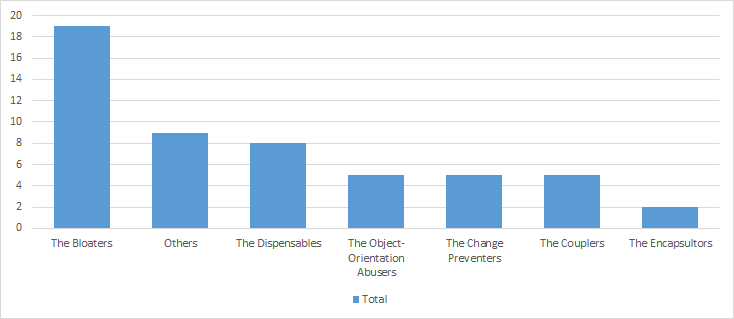 20
18
16
14
12
10
8
6
4
2
0
The Bloaters
Others
The Dispensables
The Object-
Orientation
Abusers
The Change
Preventers
The Couplers
The Encapsultors
Total